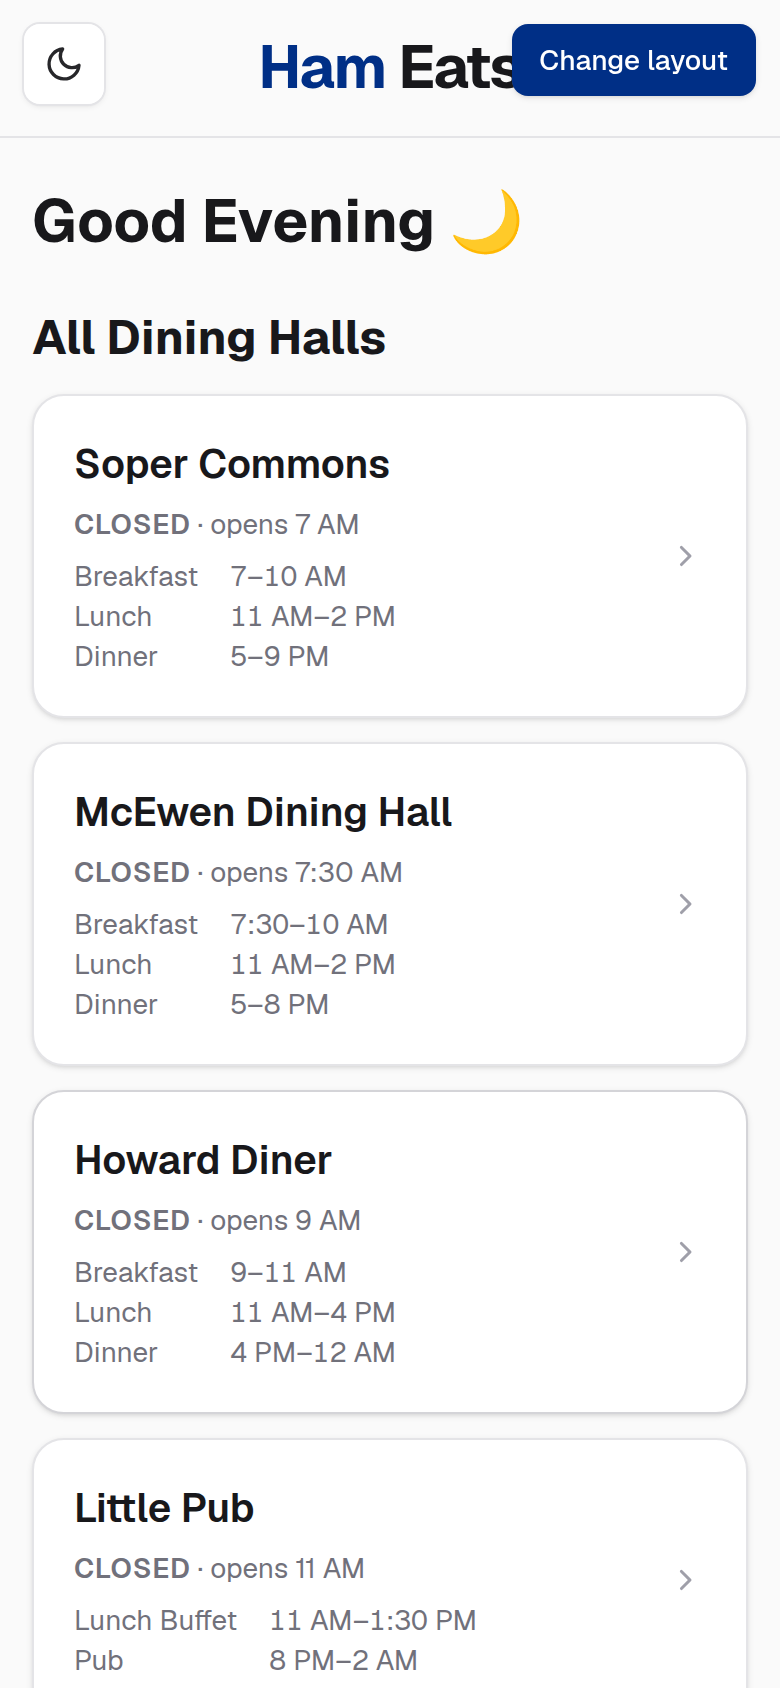 Ham Eats
Change layout
Good Evening 🌙
All Dining Halls
Soper Commons
CLOSED · opens 7 AM
Breakfast 7–10 AM
Lunch 11 AM–2 PM
Dinner 5–9 PM
McEwen Dining Hall
CLOSED · opens 7:30 AM
Breakfast 7:30–10 AM
Lunch 11 AM–2 PM
Dinner 5–8 PM
Howard Diner
CLOSED · opens 9 AM
Breakfast 9–11 AM
Lunch 11 AM–4 PM
Dinner 4 PM–12 AM
Little Pub
CLOSED · opens 11 AM
Lunch Buffet 11 AM–1:30 PM
Pub 8 PM–2 AM